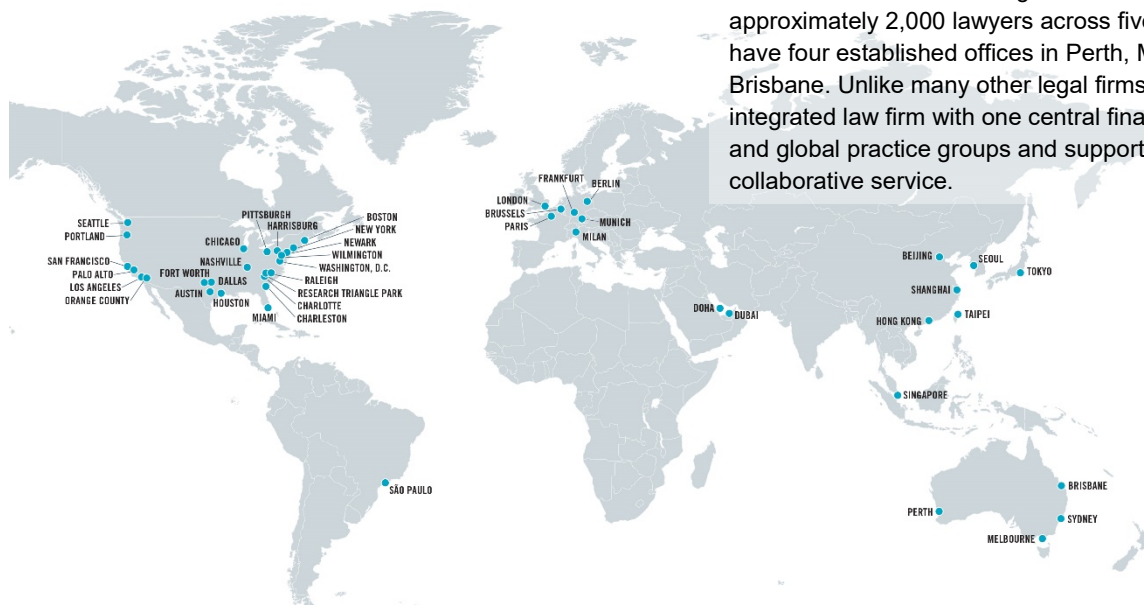 approximately 2,000 lawyers across five
have four established offices in Perth,
Brisbane. Unlike many other legal firms
integrated law firm with one central
and global practice groups and support
collaborative service.
SEATTLE
PORTLAND
SAN FRANCISCO
PALO ALTO
LOS ANGELES
ORANGE COUNTY
CHICAGO
NASHVILLE
FORT WORTH
DALLAS
AUSTIN
HOUSTON
PITTSBURGH
HARRISBURG
BOSTON
NEW YORK
NEWARK
WILMINGTON
WASHINGTON, D.C.
RALEIGH
RESEARCH TRIANGLE PARK
CHARLOTTE
CHARLESTON
MIAMI
SÃO PAULO
LONDON
BRUSSELS
PARIS
FRANKFURT
BERLIN
MUNICH
MILAN
DOHA
DUBAI
BEIJING
SEOUL
TOKYO
SHANGHAI
TAIPEI
HONG KONG
SINGAPORE
BRISBANE
PERTH
SYDNEY
MELBOURNE